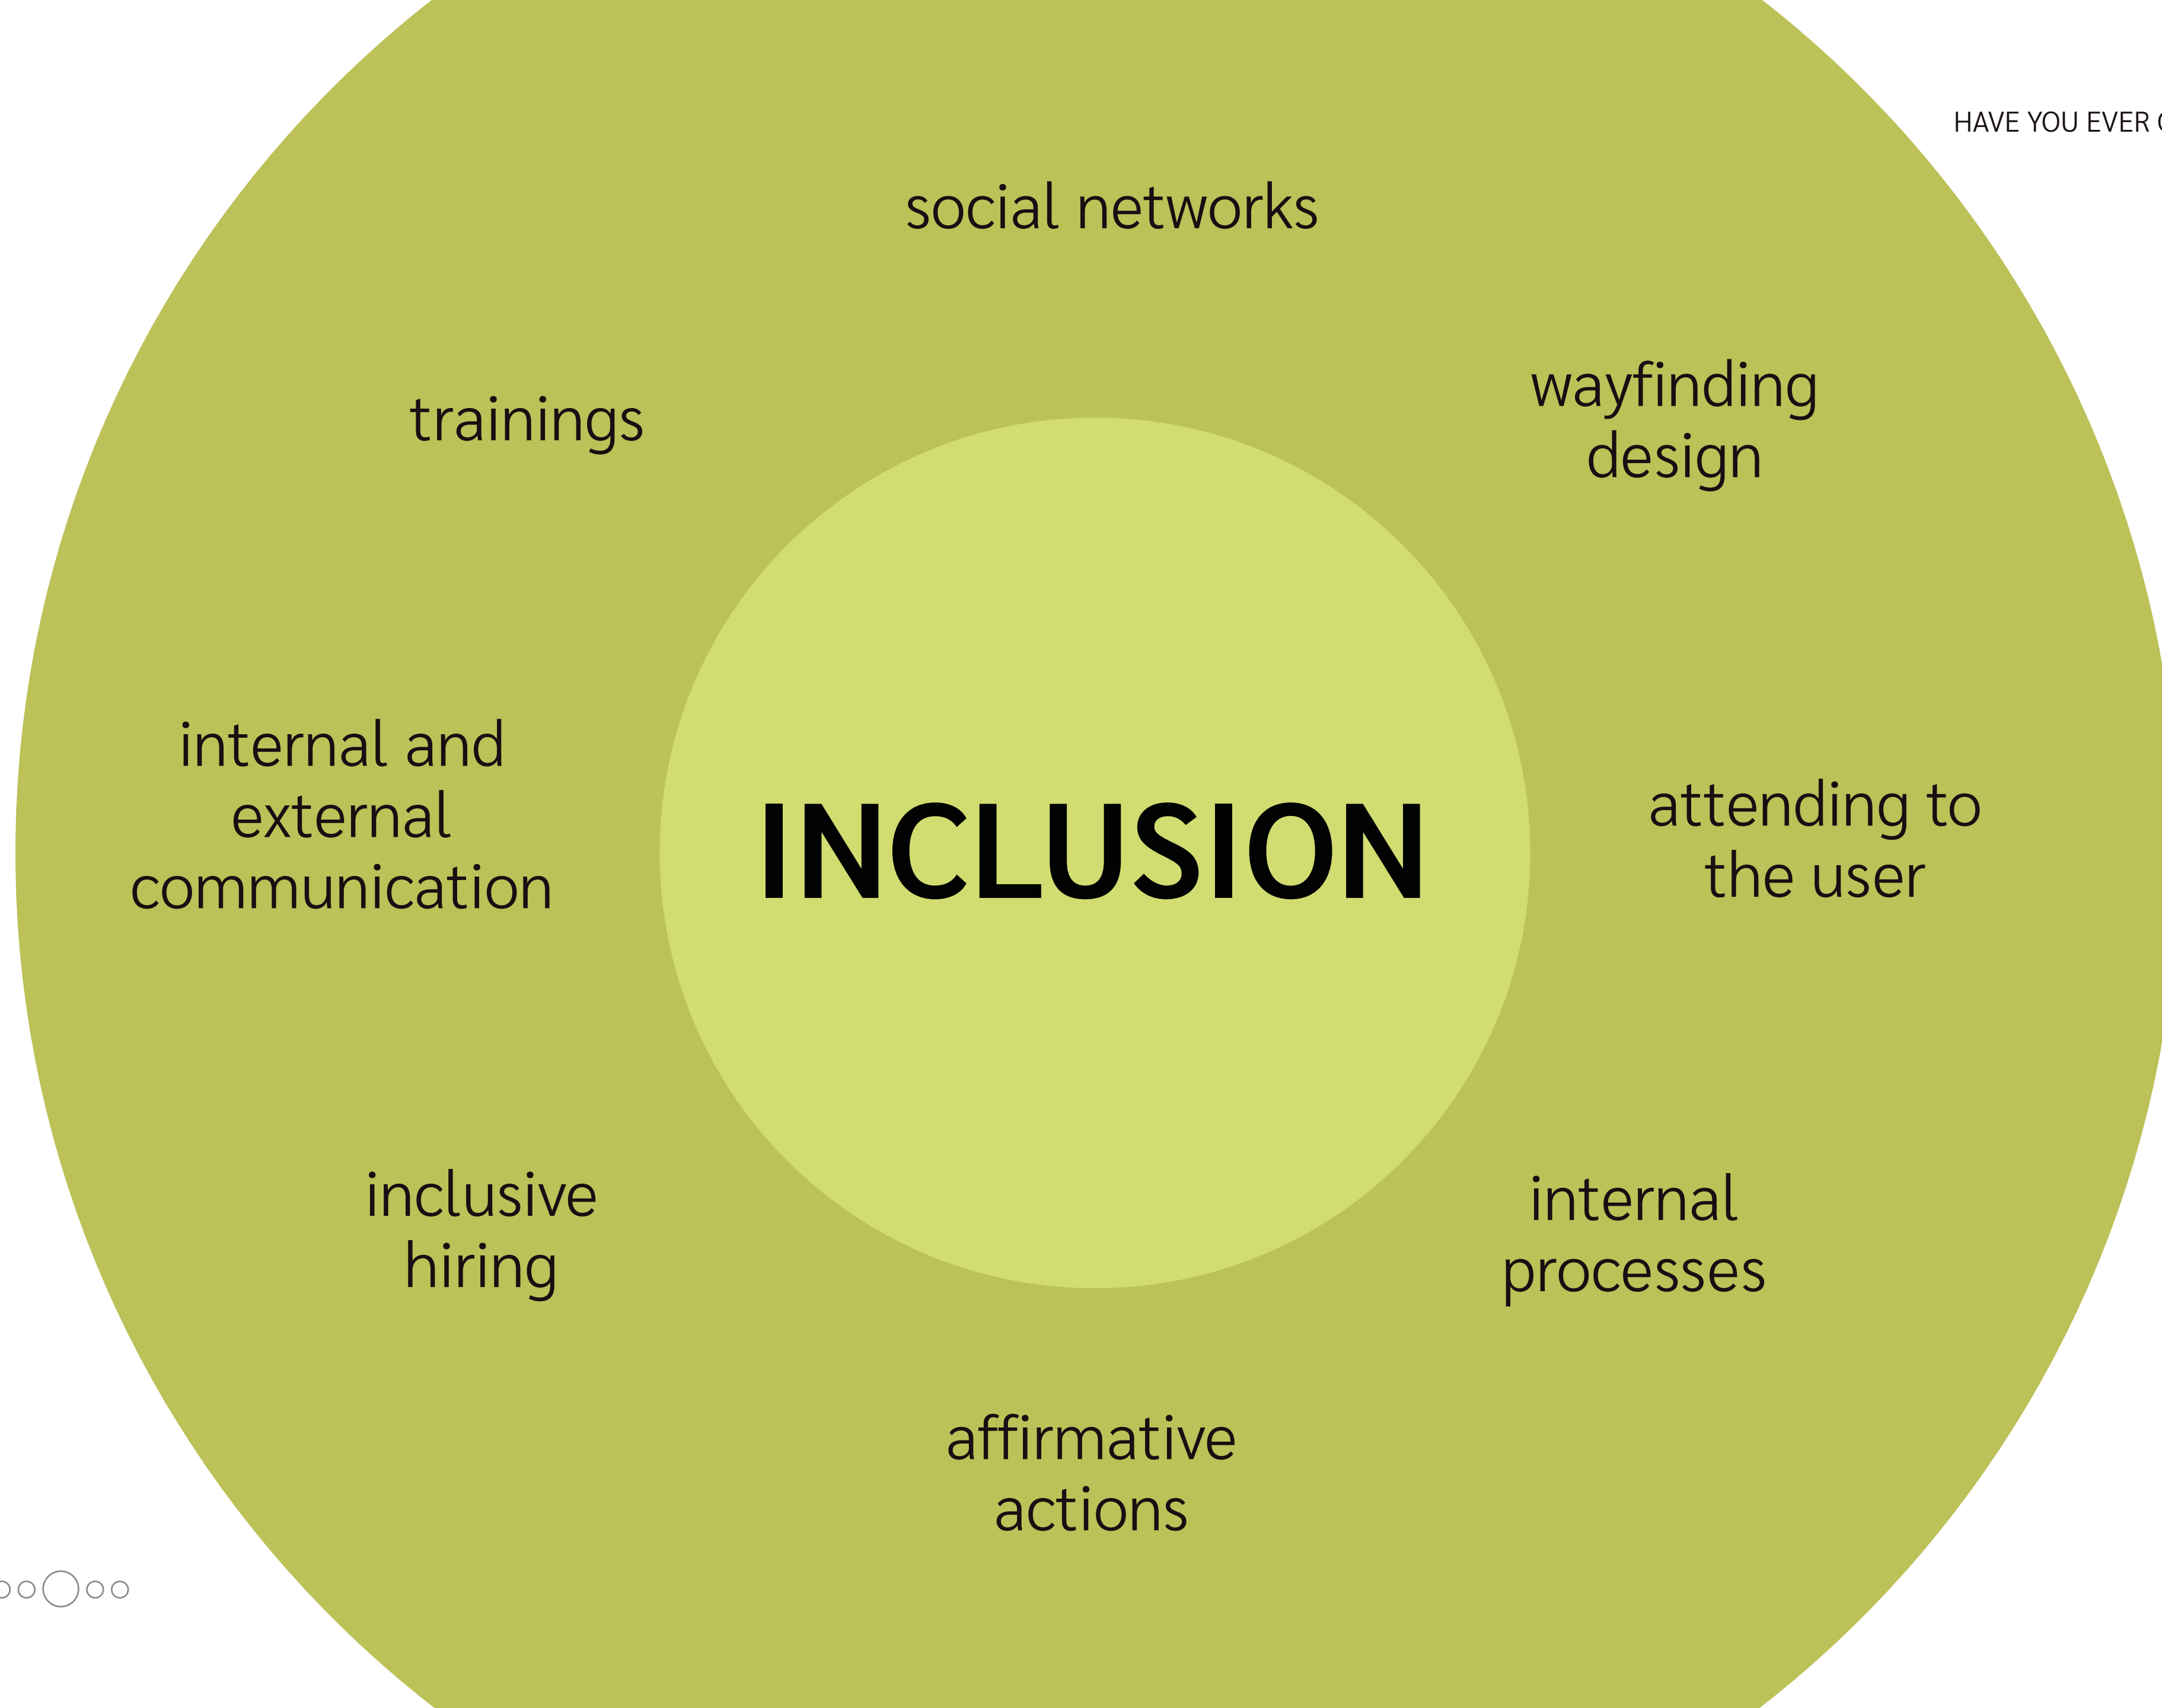 HAVE YOU EVER
social networks
wayfinding
design
trainings
internal and
external
communication
INCLUSION
attending to
the user
inclusive
hiring
internal
processes
affirmative
actions